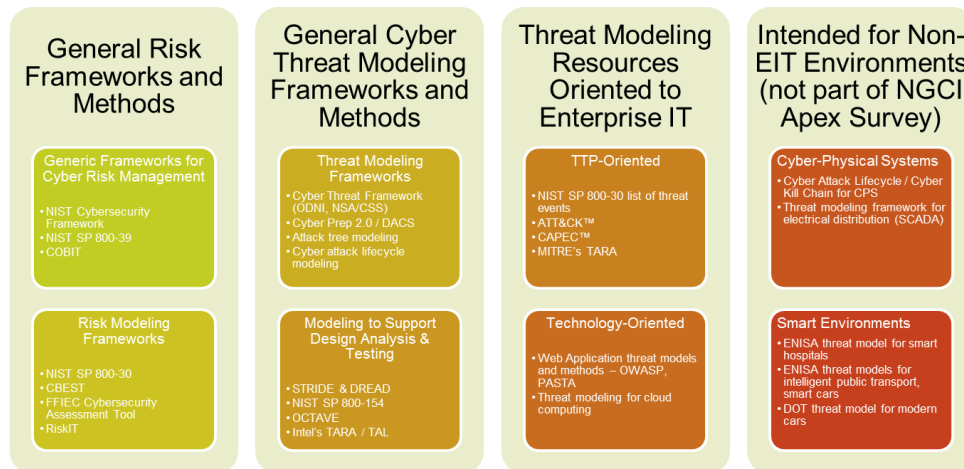 General Risk
Frameworks and
Methods
Generic Frameworks for
Cyber Risk Management
• NIST Cybersecurity
Framework
• NIST SP 800-39
• COBIT
Risk Modeling
Frameworks
• NIST SP 800-30
• CBEST
• FFIEC Cybersecurity
Assessment Tool
• RiskIT
General Cyber
Threat Modeling
Frameworks and
Methods
Threat Modeling
Frameworks
• Cyber Threat Framework
(ODNI, NSA/CSS)
• Cyber Prep 2.0 / DACS
• Attack tree modeling
• Cyber attack lifecycle
modeling
Modeling to Support
Design Analysis &
Testing
• STRIDE & DREAD
• NIST SP 800-154
• OCTAVE
• Intel's TARA / TAL
Threat Modeling
Resources
Oriented to
Enterprise IT
TTP-Oriented
• NIST SP 800-30 list of threat
events
• ATT&CK™
• CAPEC™
• MITRE's TARA
Technology-Oriented
• Web Application threat models
and methods – OWASP,
PASTA
• Threat modeling for cloud
computing
Intended for Non-
EIT Environments
(not part of NGCI
Apex Survey)
Cyber-Physical Systems
• Cyber Attack Lifecycle / Cyber
Kill Chain for CPS
• Threat modeling framework for
electrical distribution (SCADA)
Smart Environments
• ENISA threat model for smart
hospitals
• ENISA threat models for
intelligent public transport,
smart cars
• DOT threat model for modern
cars